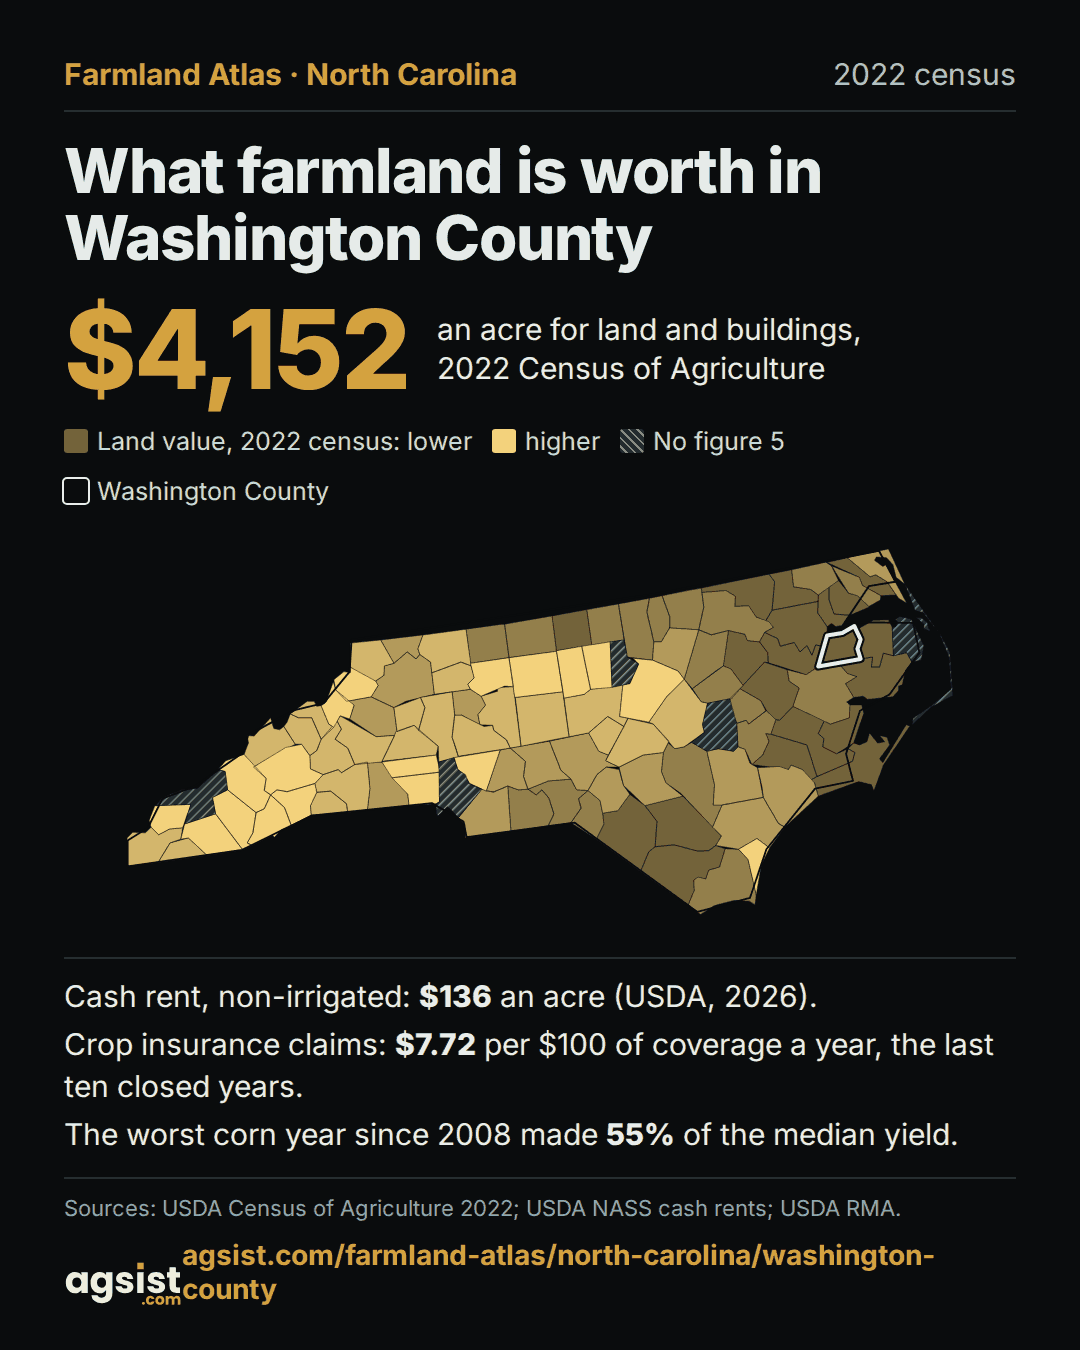 Farmland Atlas · North Carolina
2022 census
What farmland is worth in
Washington County
$4,152
an acre for land and buildings,
2022 Census of Agriculture
Land value, 2022 census: lower
higher
No figure 5
Washington County
Cash rent, non-irrigated: $136 an acre (USDA, 2026).
Crop insurance claims: $7.72 per $100 of coverage a year, the last
ten closed years.
The worst corn year since 2008 made 55% of the median yield.
Sources: USDA Census of Agriculture 2022; USDA NASS cash rents; USDA RMA.
agsist
.com
agsist.com/farmland-atlas/north-carolina/washington-
county